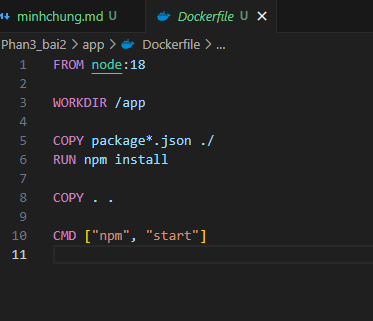 minhchung.md U
Dockerfile U
Phan3_bai2 > app > Dockerfile > ...
1 FROM node:18
2
3 WORKDIR /app
4
5 COPY package*.json ./
6 RUN npm install
7
8 COPY . .
9
10 CMD ["npm", "start"]
11